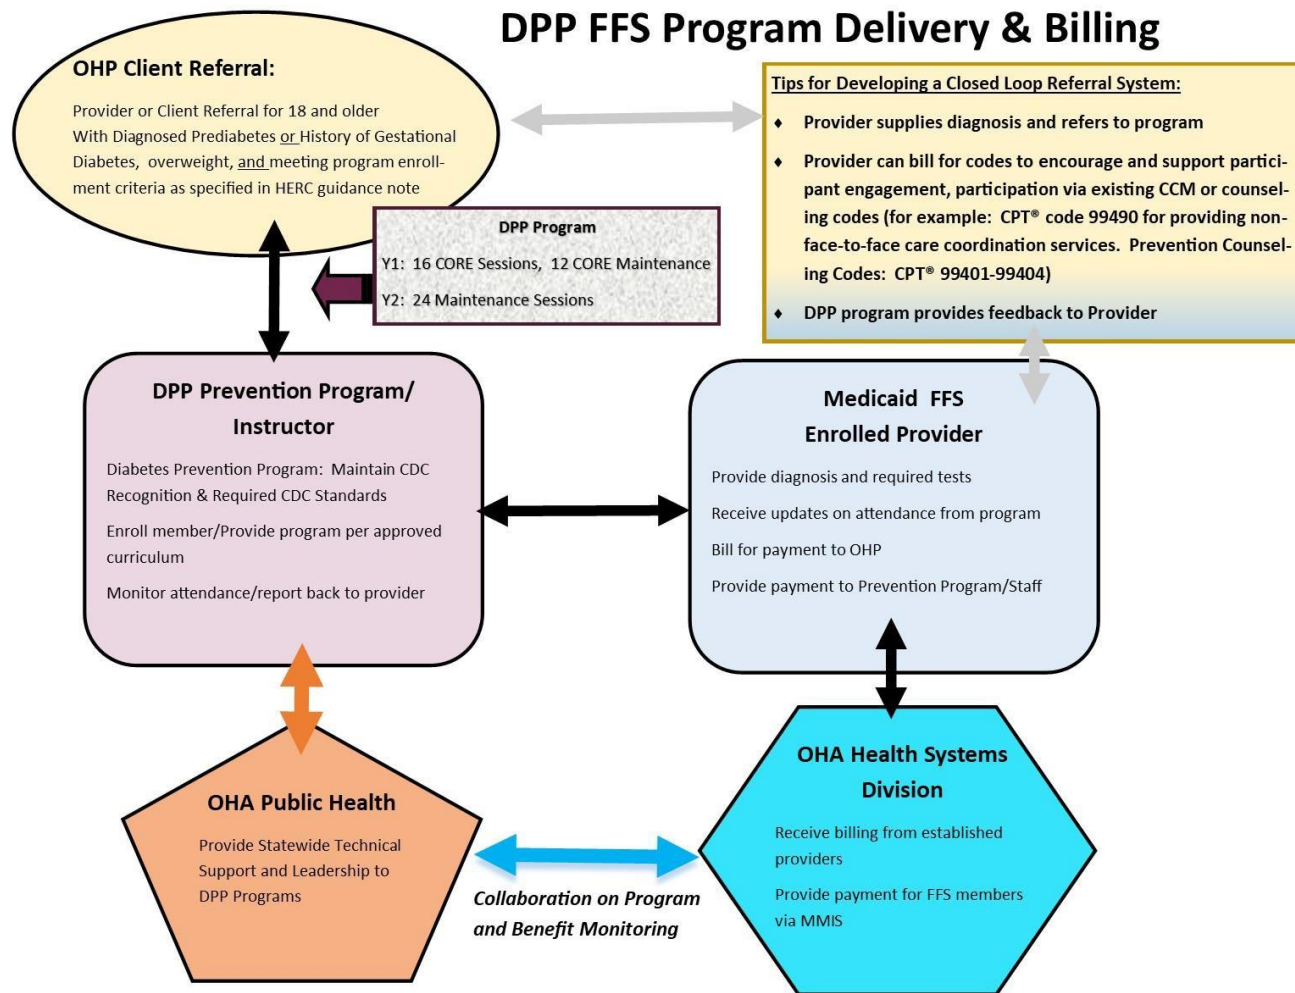 DPP FFS Program Delivery & Billing
OHP Client Referral:
Provider or Client Referral for 18 and older
With Diagnosed Prediabetes or History of Gestational
Diabetes, overweight, and meeting program enroll-
ment criteria as specified in HERC guidance note
Tips for Developing a Closed Loop Referral System:
♦ Provider supplies diagnosis and refers to program
♦ Provider can bill for codes to encourage and support partici-
pant engagement, participation via existing CCM or counsel-
ing codes (for example: CPT® code 99490 for providing non-
face-to-face care coordination services. Prevention Counsel-
ing Codes: CPT® 99401-99404)
♦ DPP program provides feedback to Provider
DPP Program
Y1: 16 CORE Sessions, 12 CORE Maintenance
Y2: 24 Maintenance Sessions
DPP Prevention Program/
Instructor
Diabetes Prevention Program: Maintain CDC
Recognition & Required CDC Standards
Enroll member/Provide program per approved
curriculum
Monitor attendance/report back to provider
Medicaid FFS
Enrolled Provider
Provide diagnosis and required tests
Receive updates on attendance from program
Bill for payment to OHP
Provide payment to Prevention Program/Staff
OHA Public Health
Provide Statewide Technical
Support and Leadership to
DPP Programs
Collaboration on Program
and Benefit Monitoring
OHA Health Systems
Division
Receive billing from established
providers
Provide payment for FFS members
via MMIS